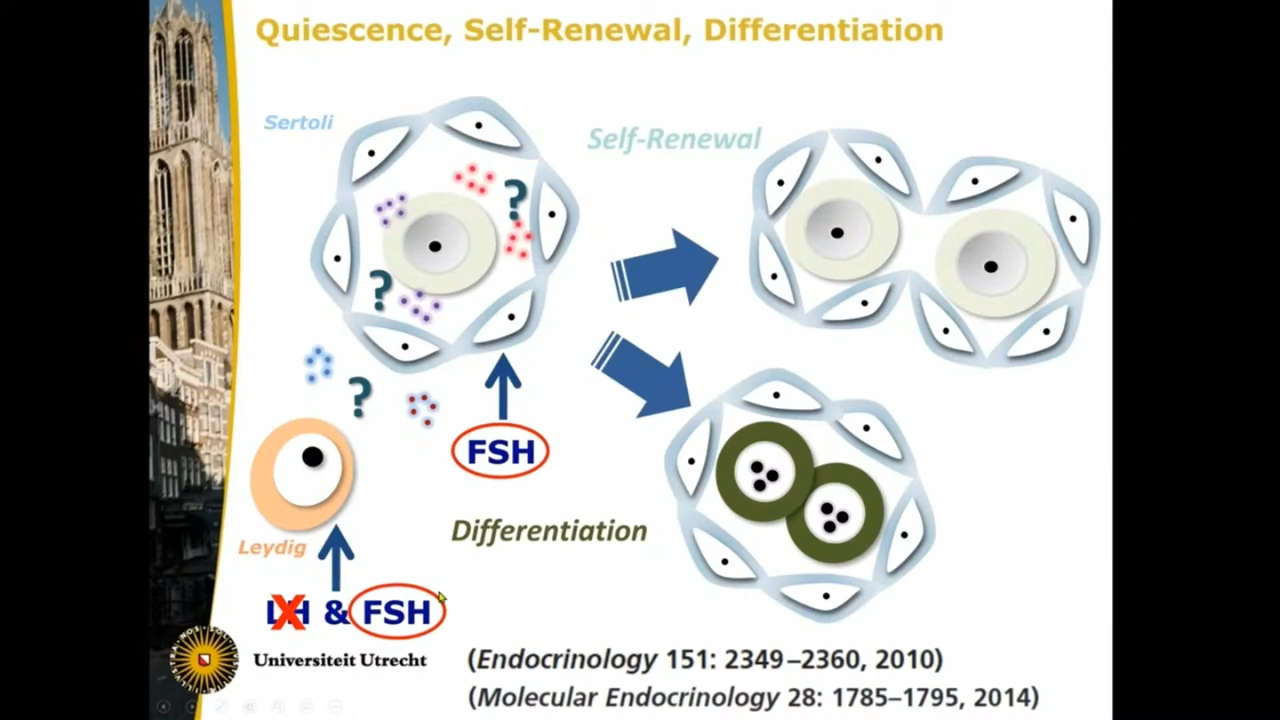 Quiescence, Self-Renewal, Differentiation
Sertoli
Self-Renewal
?
?
?
FSH
Leydig
Differentiation
LH & FSH
Universiteit Utrecht
(Endocrinology 151: 2349–2360, 2010)
(Molecular Endocrinology 28: 1785–1795, 2014)